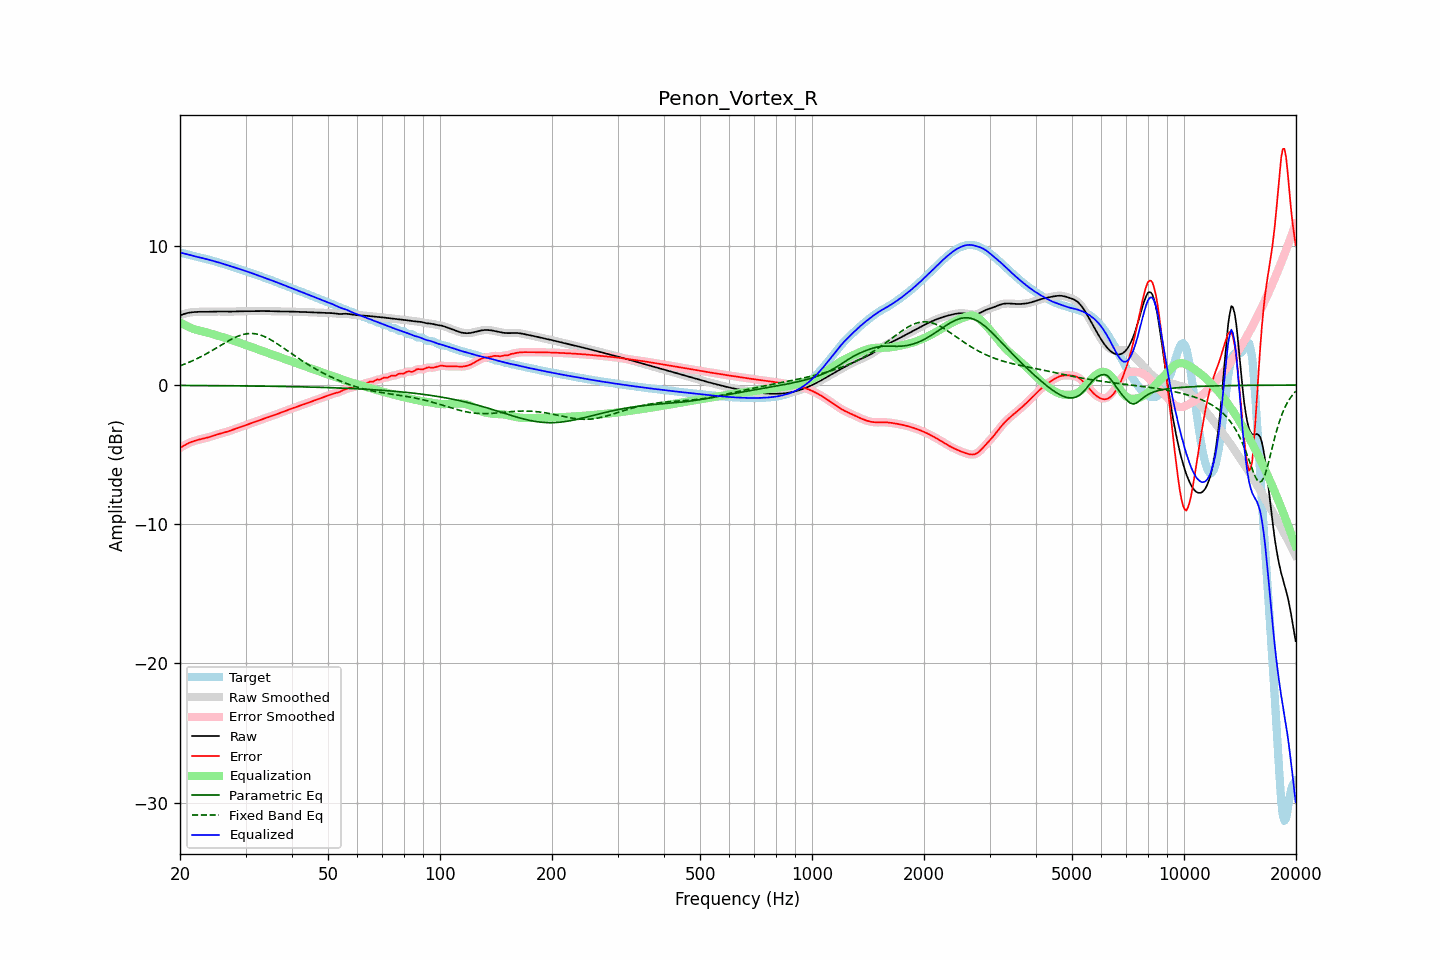 Penon_Vortex_R
Amplitude (dBr)
10
0
−10
−20
−30
Target
Raw Smoothed
Error Smoothed
Raw
Error
Equalization
Parametric Eq
Fixed Band Eq
Equalized
20 50 100 200 500 1000 2000 5000 10000 20000
Frequency (Hz)